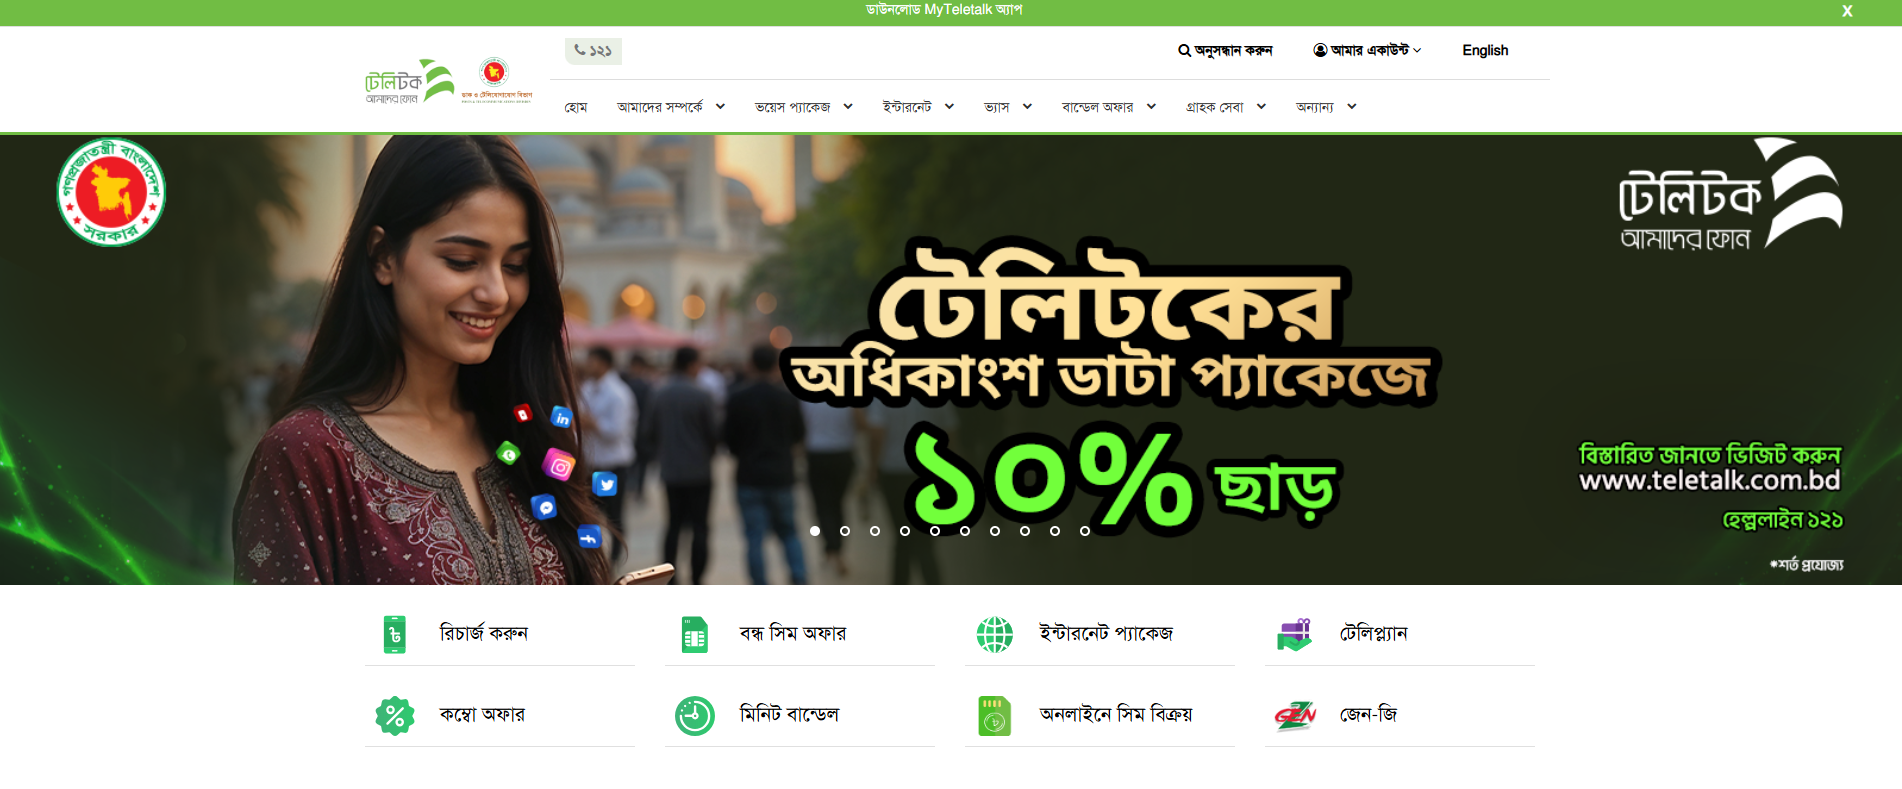 ডাউনলোড MyTeletalk অ্যাপ
X
১২১
অনুসন্ধান করুন
আমার একাউন্ট
English
টেলিটক
আমাদের ফোন
ডাক ও টেলিযোগাযোগ বিভাগ
হোম
আমাদের সম্পর্কে
ভয়েস প্যাকেজ
ইন্টারনেট
ভ্যাস
বান্ডেল অফার
গ্রাহক সেবা
অন্যান্য
গণপ্রজাতন্ত্রী বাংলাদেশ
সরকার
টেলিটক
আমাদের ফোন
টেলিটকের
অধিকাংশ ডাটা প্যাকেজে
১০% ছাড়
বিস্তারিত জানতে ভিজিট করুন
www.teletalk.com.bd
হেল্পলাইন ১২১
*শর্ত প্রযোজ্য
রিচার্জ করুন
বন্ধ সিম অফার
ইন্টারনেট প্যাকেজ
টেলিপ্ল্যান
কম্বো অফার
মিনিট বান্ডেল
অনলাইনে সিম বিক্রয়
GEN Z
জেন-জি